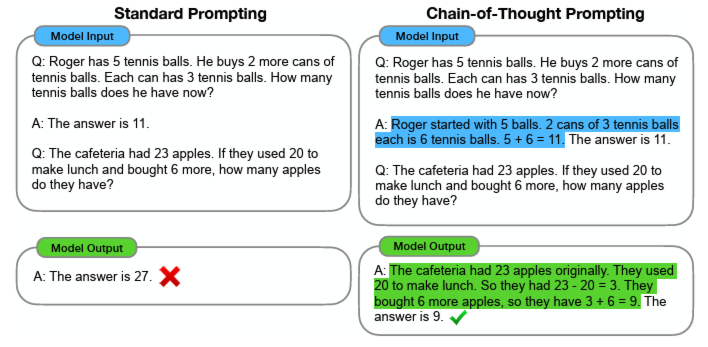 Standard Prompting
Model Input
Q: Roger has 5 tennis balls. He buys 2 more cans of
tennis balls. Each can has 3 tennis balls. How many
tennis balls does he have now?
A: The answer is 11.
Q: The cafeteria had 23 apples. If they used 20 to
make lunch and bought 6 more, how many apples
do they have?
Model Output
A: The answer is 27.
Chain-of-Thought Prompting
Model Input
Q: Roger has 5 tennis balls. He buys 2 more cans of
tennis balls. Each can has 3 tennis balls. How many
tennis balls does he have now?
A: Roger started with 5 balls. 2 cans of 3 tennis balls
each is 6 tennis balls. 5 + 6 = 11. The answer is 11.
Q: The cafeteria had 23 apples. If they used 20 to
make lunch and bought 6 more, how many apples
do they have?
Model Output
A: The cafeteria had 23 apples originally. They used
20 to make lunch. So they had 23 - 20 = 3. They
bought 6 more apples, so they have 3 + 6 = 9. The
answer is 9.